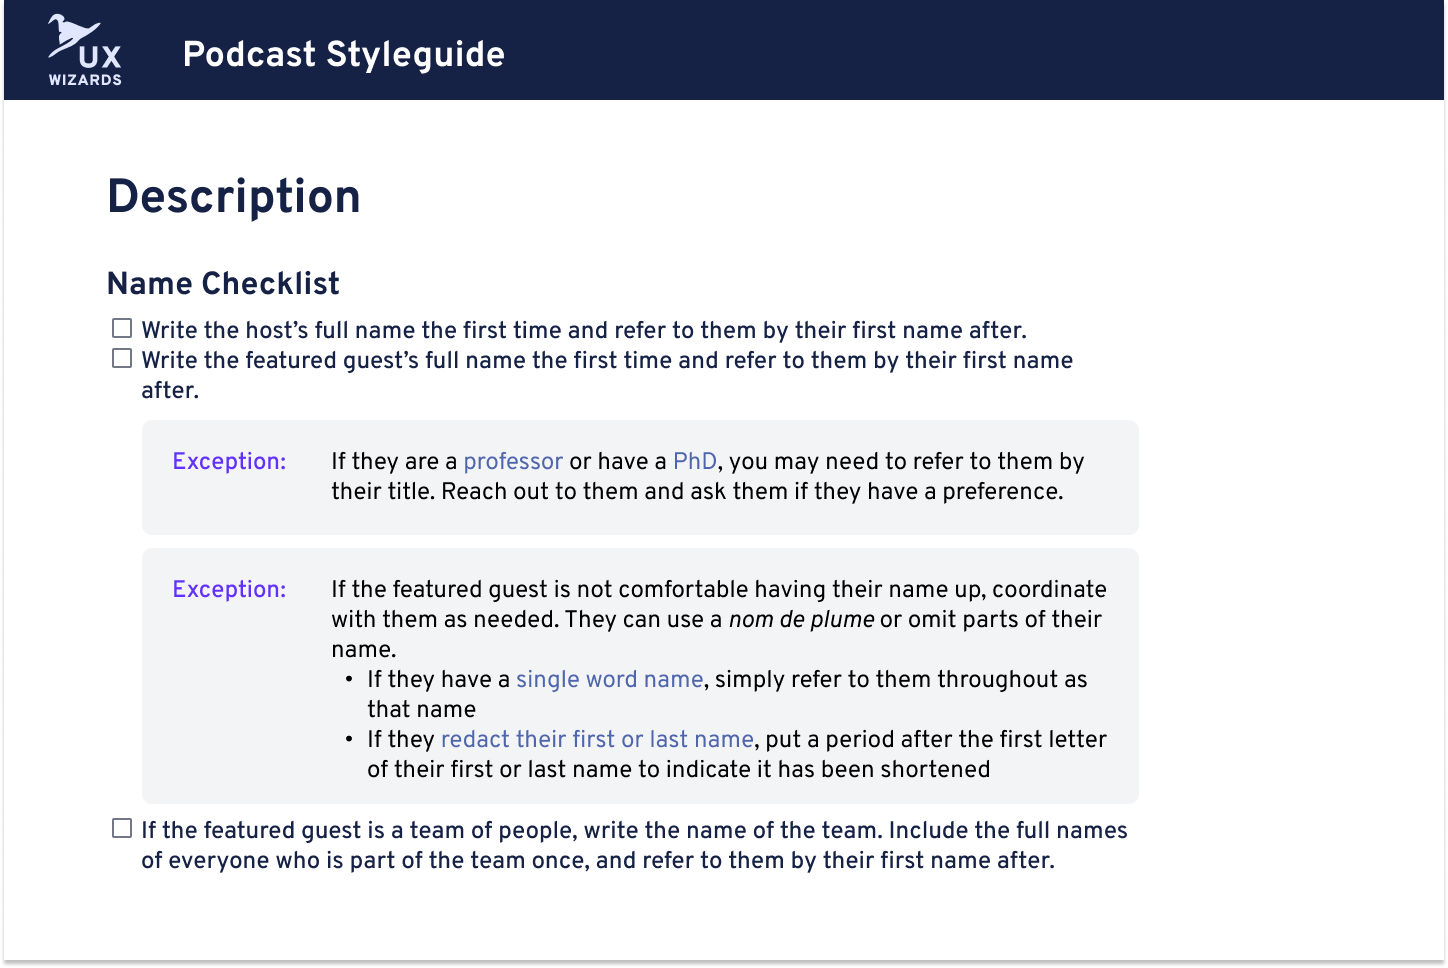 UX
WIZARDS
Podcast Styleguide
Description
Name Checklist
Write the host’s full name the first time and refer to them by their first name after.
Write the featured guest’s full name the first time and refer to them by their first name
after.
Exception: If they are a professor or have a PhD, you may need to refer to them by
their title. Reach out to them and ask them if they have a preference.
Exception: If the featured guest is not comfortable having their name up, coordinate
with them as needed. They can use a nom de plume or omit parts of their
name.
• If they have a single word name, simply refer to them throughout as
that name
• If they redact their first or last name, put a period after the first letter
of their first or last name to indicate it has been shortened
If the featured guest is a team of people, write the name of the team. Include the full names
of everyone who is part of the team once, and refer to them by their first name after.